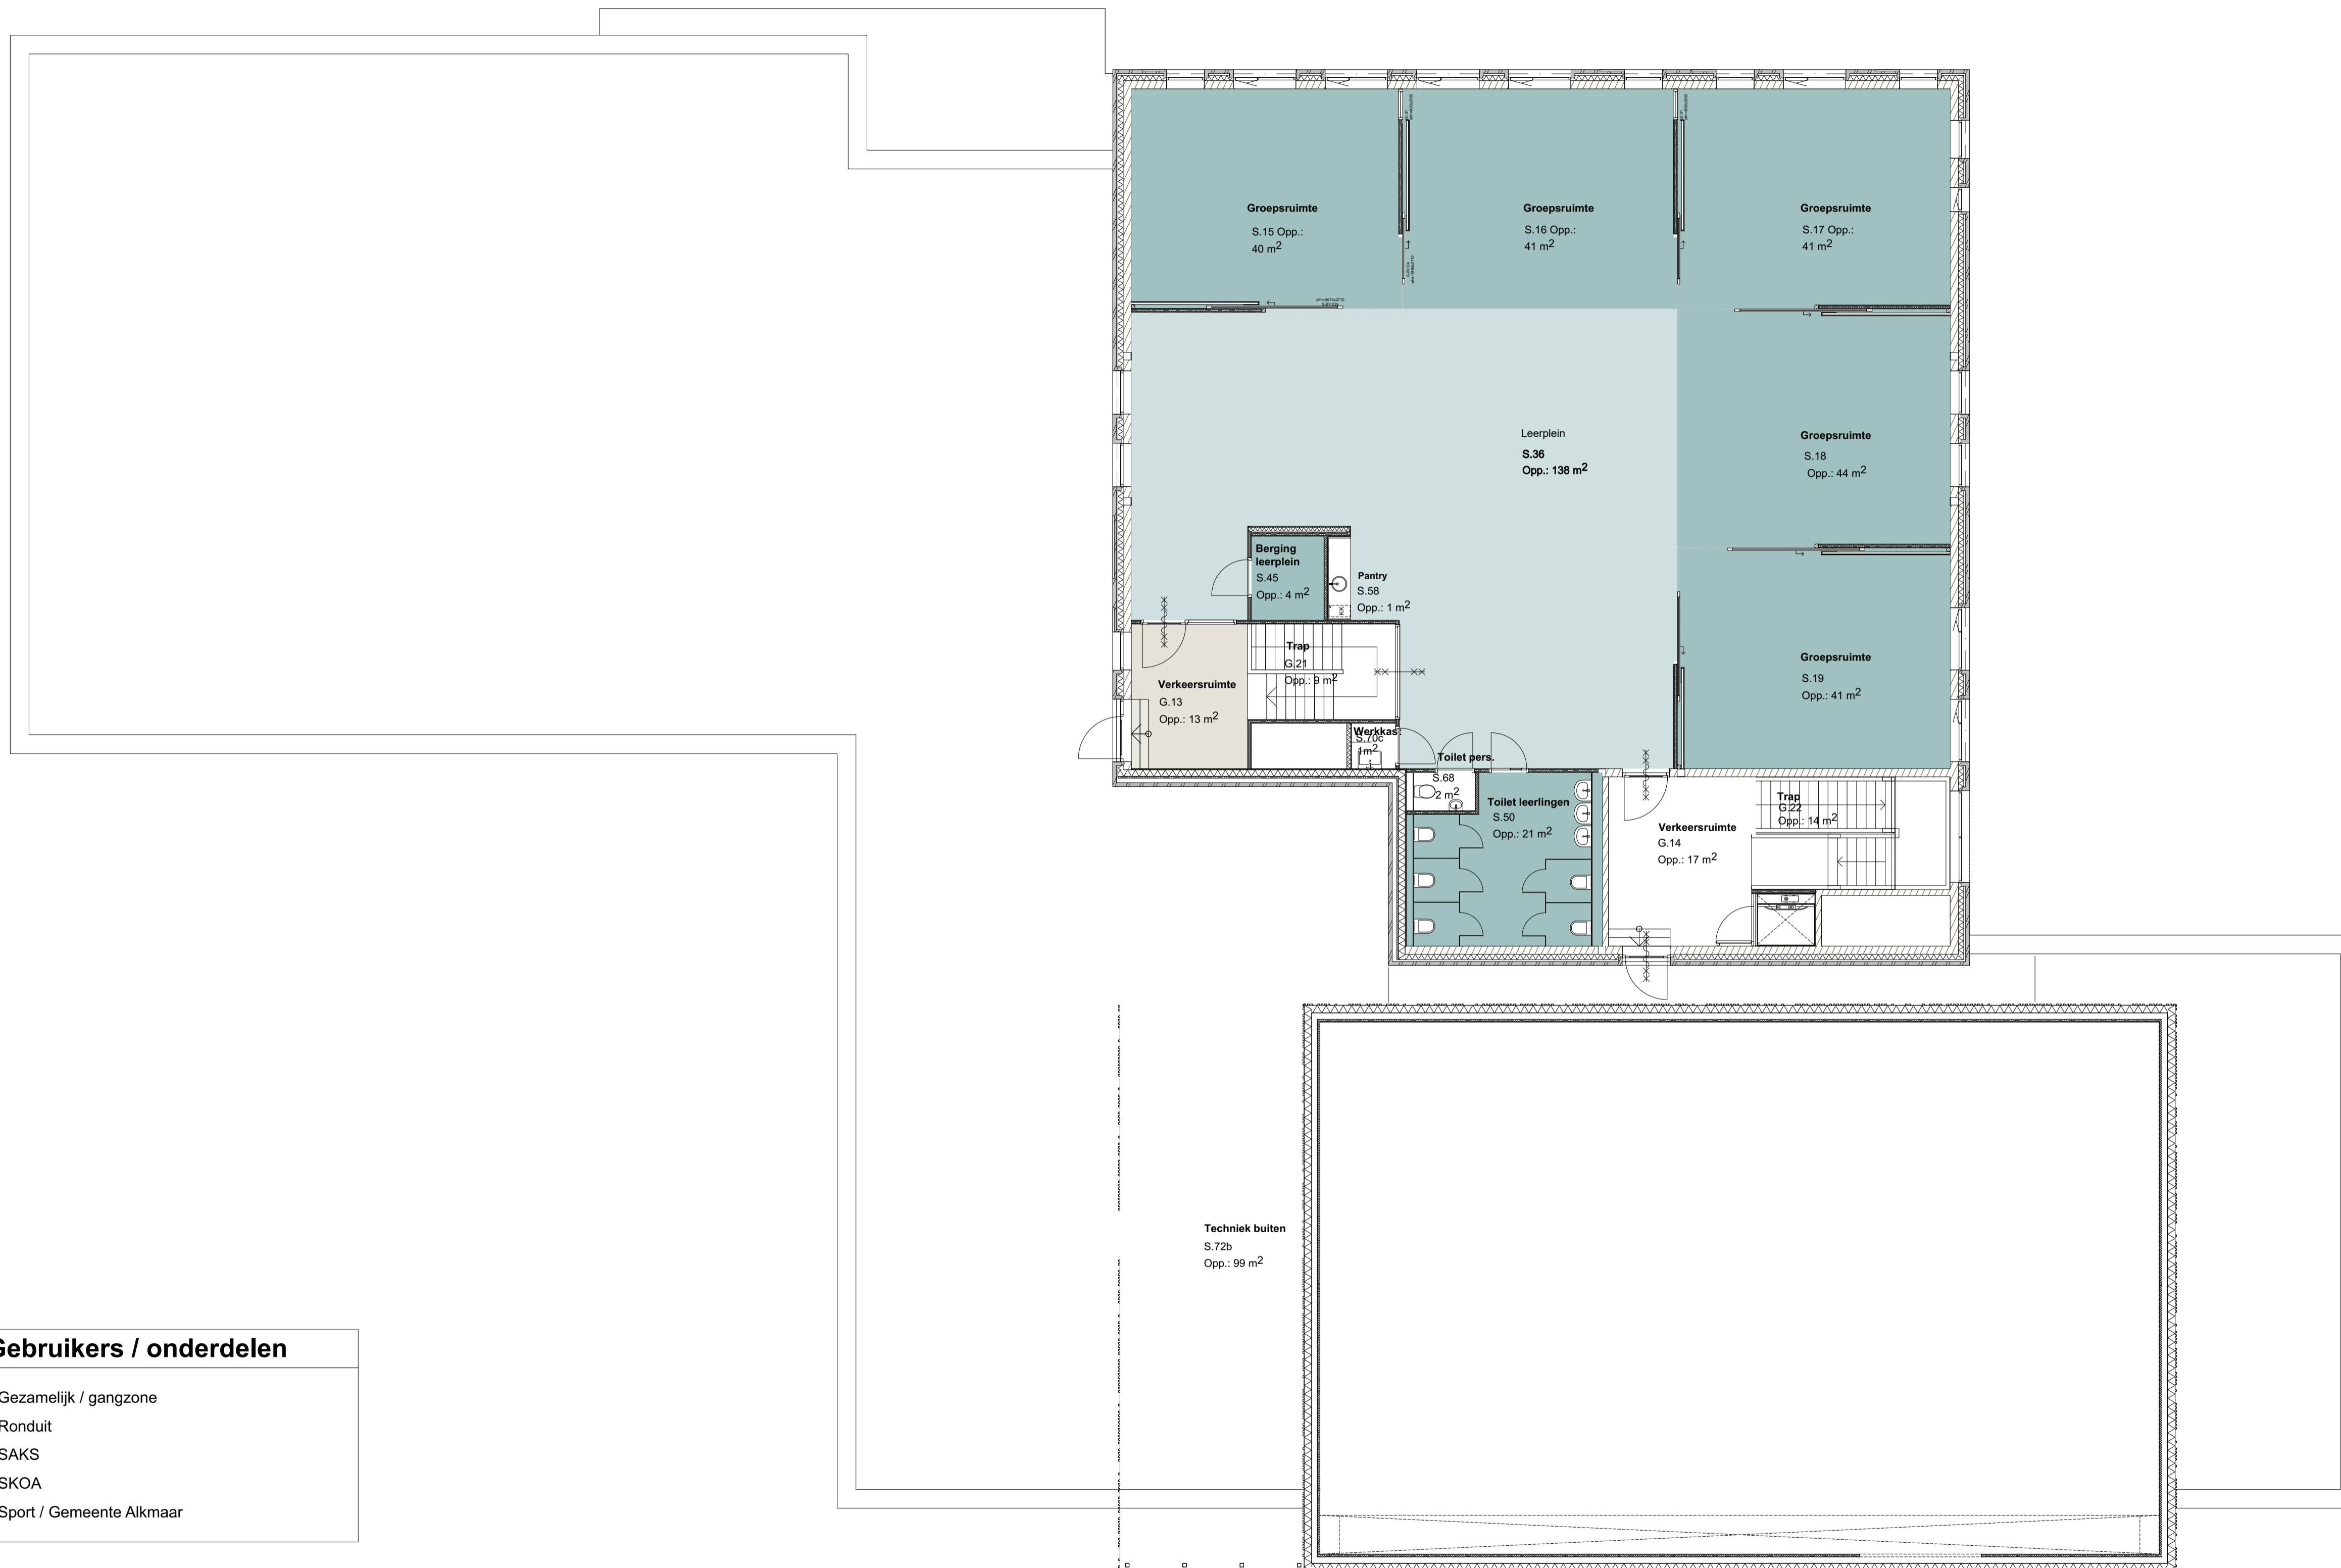 Groepsruimte
S.15 Opp.:
40 m2
Groepsruimte
S.16 Opp.:
41 m2
Groepsruimte
S.17 Opp.:
41 m2
Leerplein
S.36
Opp.: 138 m2
Groepsruimte
S.18
Opp.: 44 m2
Berging
leerplein
S.45
Opp.: 4 m2
Pantry
S.58
Opp.: 1 m2
KK
Trap
G.21
Opp.: 9 m2
Verkeersruimte
G.13
Opp.: 13 m2
Groepsruimte
S.19
Opp.: 41 m2
Werkkas
S.70c
1m2
Toilet pers.
S.68
2 m2
Toilet leerlingen
S.50
Opp.: 21 m2
Trap
G.22
Opp.: 14 m2
Verkeersruimte
G.14
Opp.: 17 m2
Techniek buiten
S.72b
Opp.: 99 m2
Gebruikers / onderdelen
Gezamelijk / gangzone
Ronduit
SAKS
SKOA
Sport / Gemeente Alkmaar